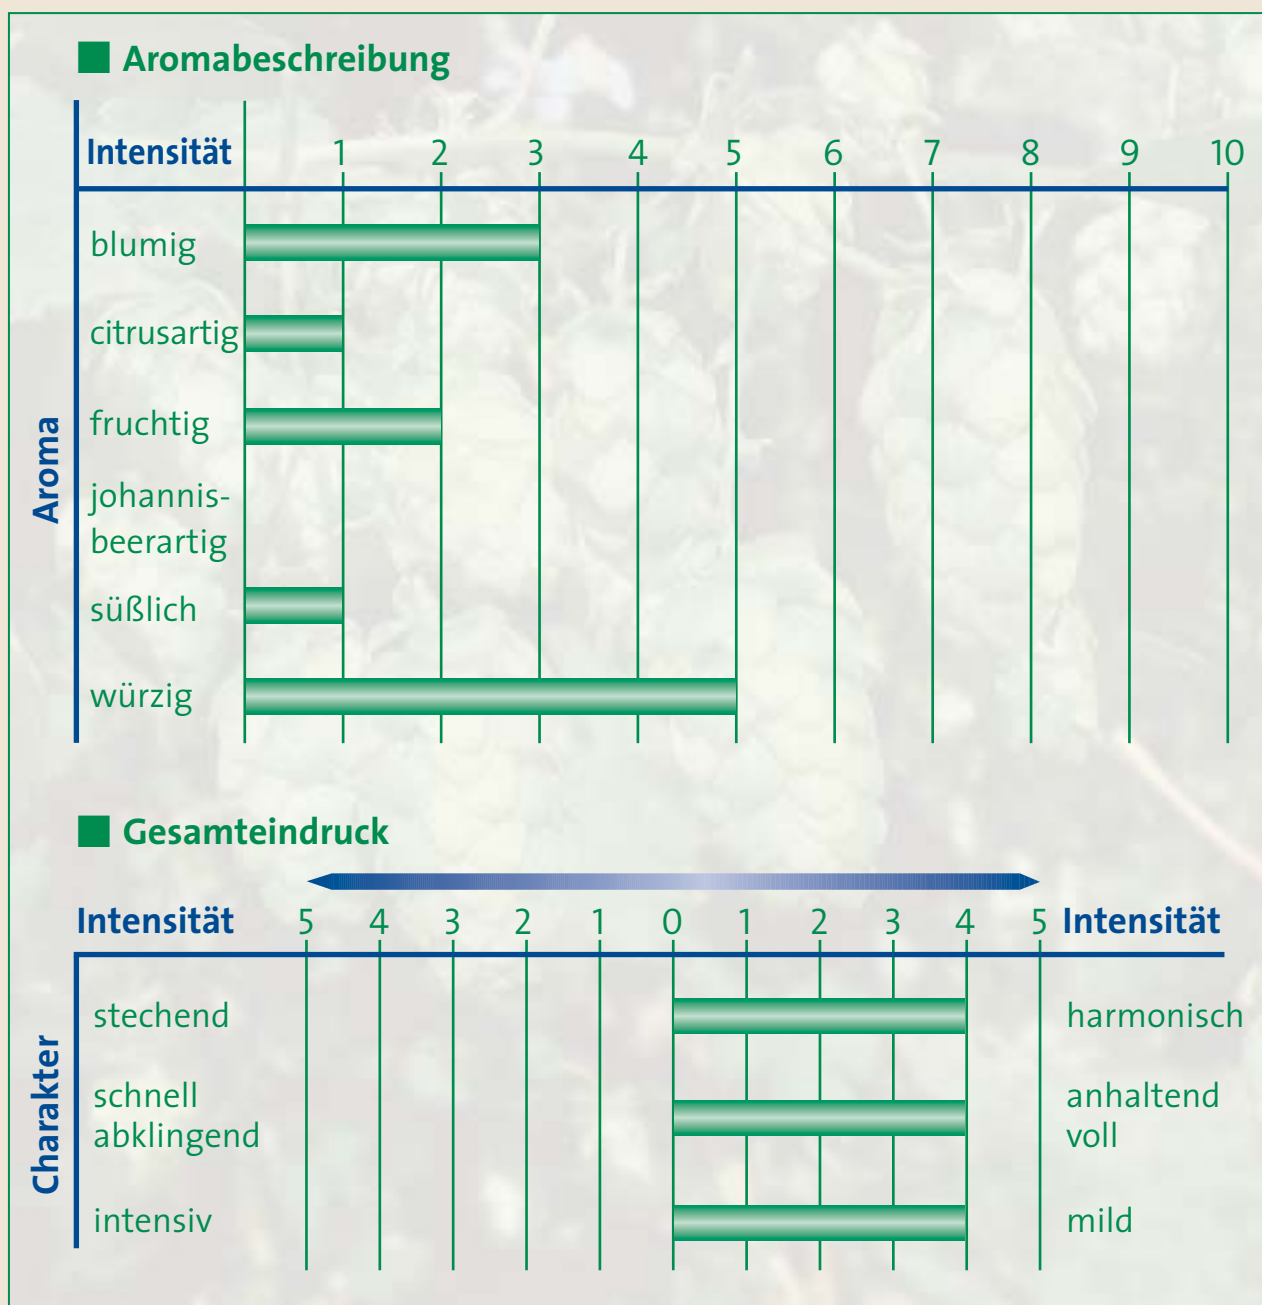 Aromabeschreibung
Intensität 1 2 3 4 5 6 7 8 9 10
Aroma
blumig
citrusartig
fruchtig
johannis-
beerartig
süßlich
würzig
Gesamteindruck
Intensität 5 4 3 2 1 0 1 2 3 4 5 Intensität
Charakter
stechend harmonisch
schnell anhaltend
abklingend voll
intensiv mild